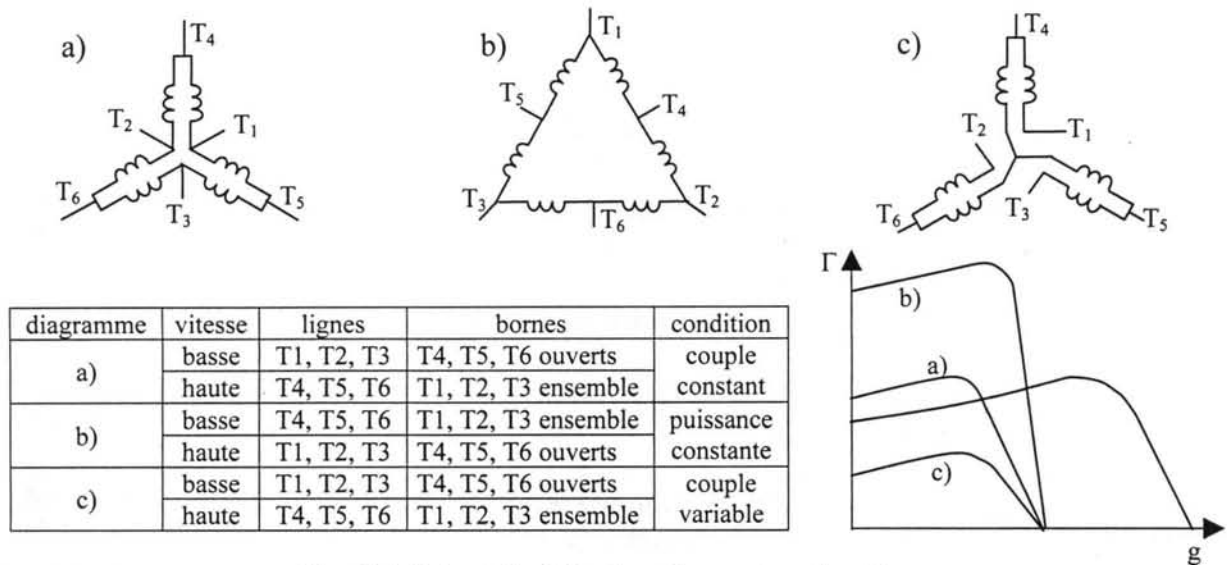 a)
T4
T2
T1
T6
T3
T5
b)
T1
T5
T4
T3
T6
T2
c)
T4
T2
T1
T3
T6
T5
diagramme vitesse lignes bornes condition
a) basse T1, T2, T3 T4, T5, T6 ouverts couple
haute T4, T5, T6 T1, T2, T3 ensemble constant
b) basse T4, T5, T6 T1, T2, T3 ensemble puissance
haute T1, T2, T3 T4, T5, T6 ouverts constante
c) basse T1, T2, T3 T4, T5, T6 ouverts couple
haute T4, T5, T6 T1, T2, T3 ensemble variable
Γ
b)
a)
c)
g